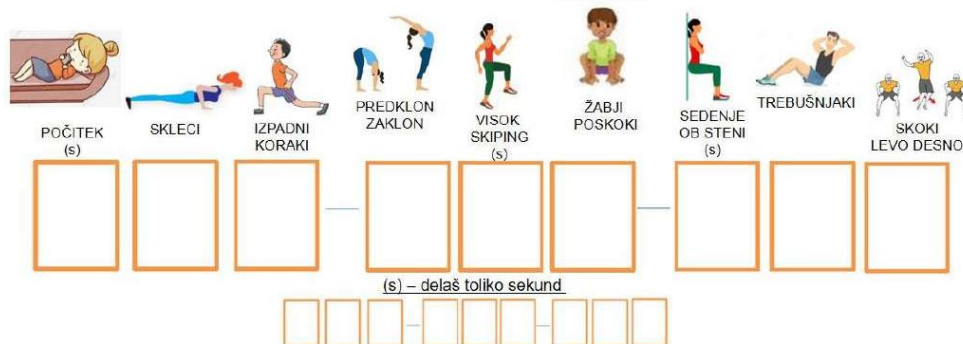 POČITEK
(s)
SKLECI
IZPADNI
KORAKI
PREDKLON
ZAKLON
VISOK
SKIPING
(s)
ŽABJI
POSKOKI
SEDENJE
OB STENI
(s)
TREBUŠNJAKI
SKOKI
LEVO DESNO
(s) – delaš toliko sekund